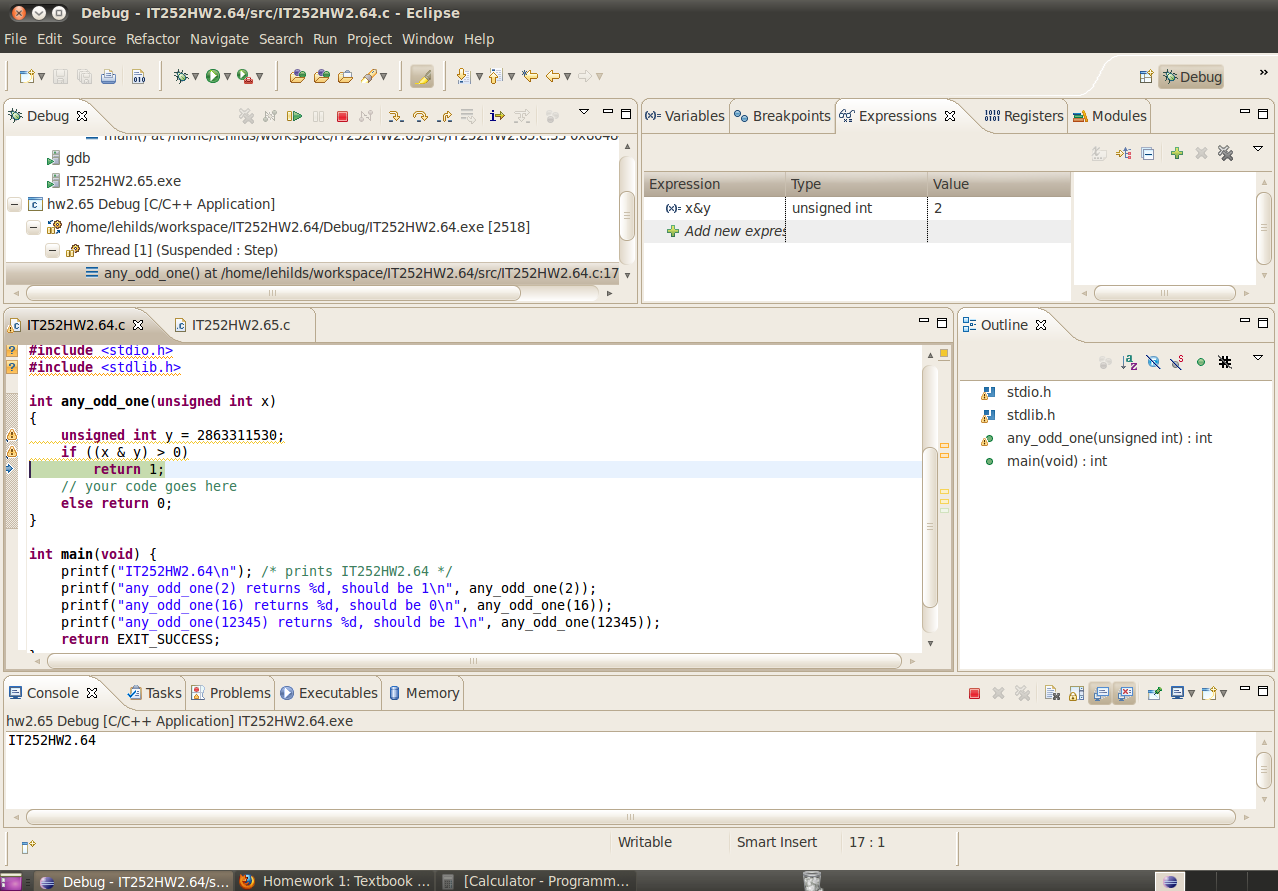 Debug - IT252HW2.64/src/IT252HW2.64.c - Eclipse
File Edit Source Refactor Navigate Search Run Project Window Help
Debug »
Debug
main() at /home/lehilds/workspace/IT252HW2.65/src/IT252HW2.65.c:55
gdb
IT252HW2.65.exe
hw2.65 Debug [C/C++ Application]
/home/lehilds/workspace/IT252HW2.64/Debug/IT252HW2.64.exe [2518]
Thread [1] (Suspended : Step)
any_odd_one() at /home/lehilds/workspace/IT252HW2.64/src/IT252HW2.64.c:17
Variables Breakpoints Expressions Registers Modules
Expression Type Value
x&y unsigned int 2
Add new expres
IT252HW2.64.c IT252HW2.65.c
#include <stdio.h>
#include <stdlib.h>
int any_odd_one(unsigned int x)
{
unsigned int y = 2863311530;
if ((x & y) > 0)
return 1;
// your code goes here
else return 0;
}
int main(void) {
printf("IT252HW2.64\n"); /* prints IT252HW2.64 */
printf("any_odd_one(2) returns %d, should be 1\n", any_odd_one(2));
printf("any_odd_one(16) returns %d, should be 0\n", any_odd_one(16));
printf("any_odd_one(12345) returns %d, should be 1\n", any_odd_one(12345));
return EXIT_SUCCESS;
Outline
stdio.h
stdlib.h
any_odd_one(unsigned int) : int
main(void) : int
Console Tasks Problems Executables Memory
hw2.65 Debug [C/C++ Application] IT252HW2.64.exe
IT252HW2.64
Writable Smart Insert 17 : 1
Debug - IT252HW2.64/s... Homework 1: Textbook ... [Calculator - Programm...